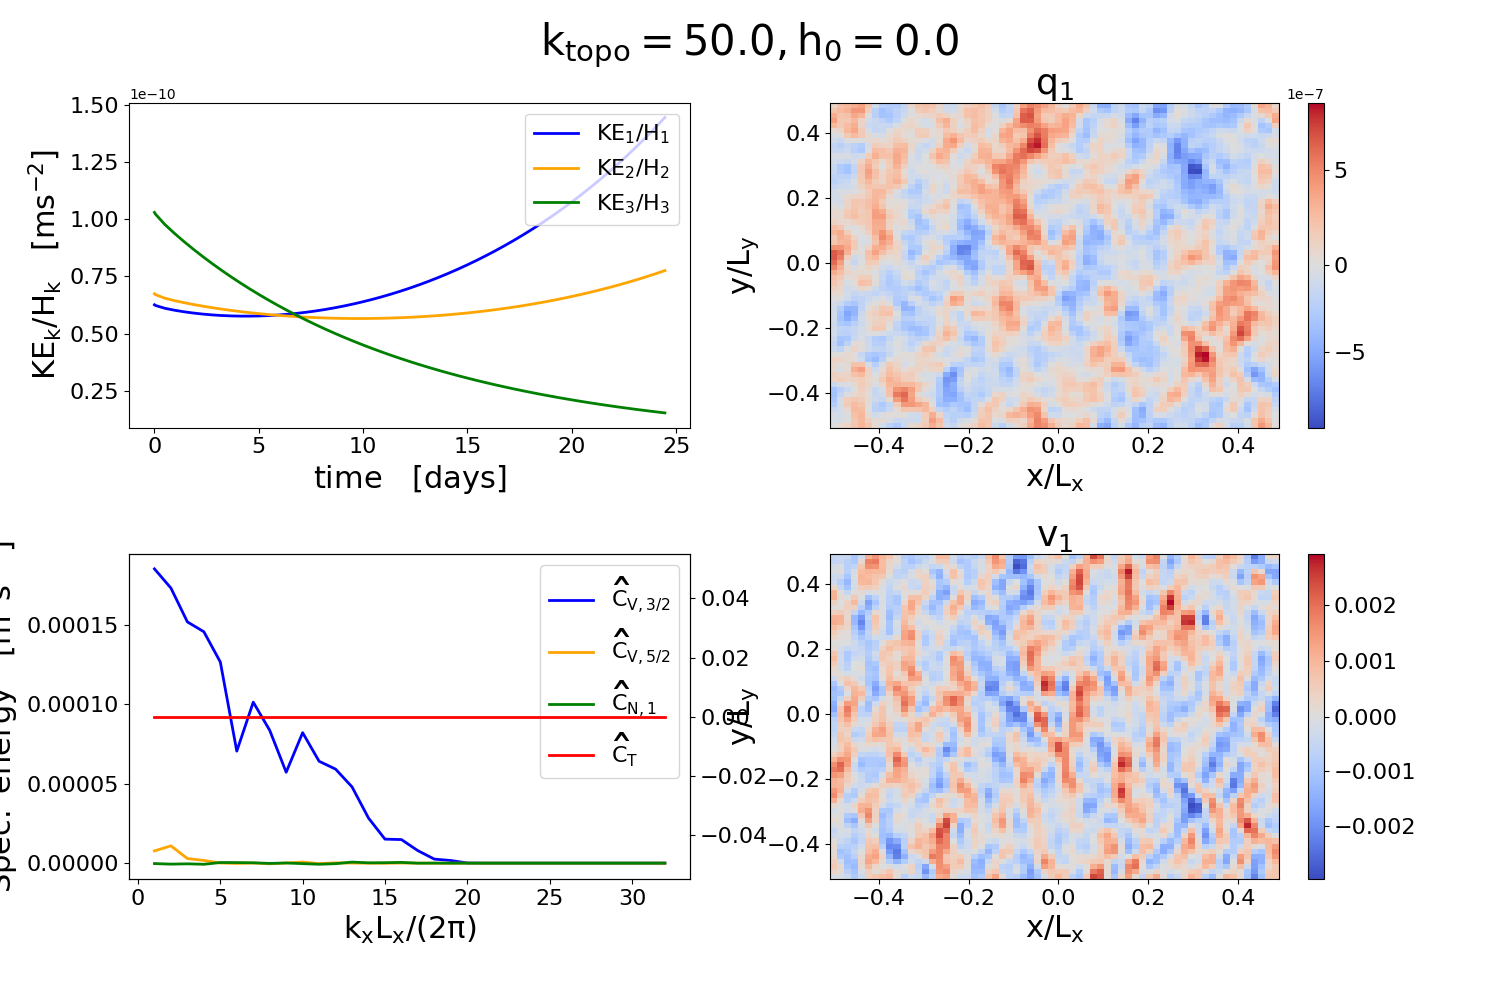 k_topo = 50.0, h_0 = 0.0
1e−10
1.50
1.25
1.00
0.75
0.50
0.25
KE_k/H_k [ms^−2]
KE_1/H_1
KE_2/H_2
KE_3/H_3
0 5 10 15 20 25
time [days]
q_1
1e−7
0.4
0.2
0.0
−0.2
−0.4
y/L_y
5
0
−5
−0.4 −0.2 0.0 0.2 0.4
x/L_x
Spec. energy
0.00015
0.00010
0.00005
0.00000
Ĉ_V,3/2
Ĉ_V,5/2
Ĉ_N,1
Ĉ_T
0.04
0.02
0.00
−0.02
−0.04
0 5 10 15 20 25 30
k_xL_x/(2π)
v_1
0.4
0.2
0.0
−0.2
−0.4
y/L_y
0.002
0.001
0.000
−0.001
−0.002
−0.4 −0.2 0.0 0.2 0.4
x/L_x